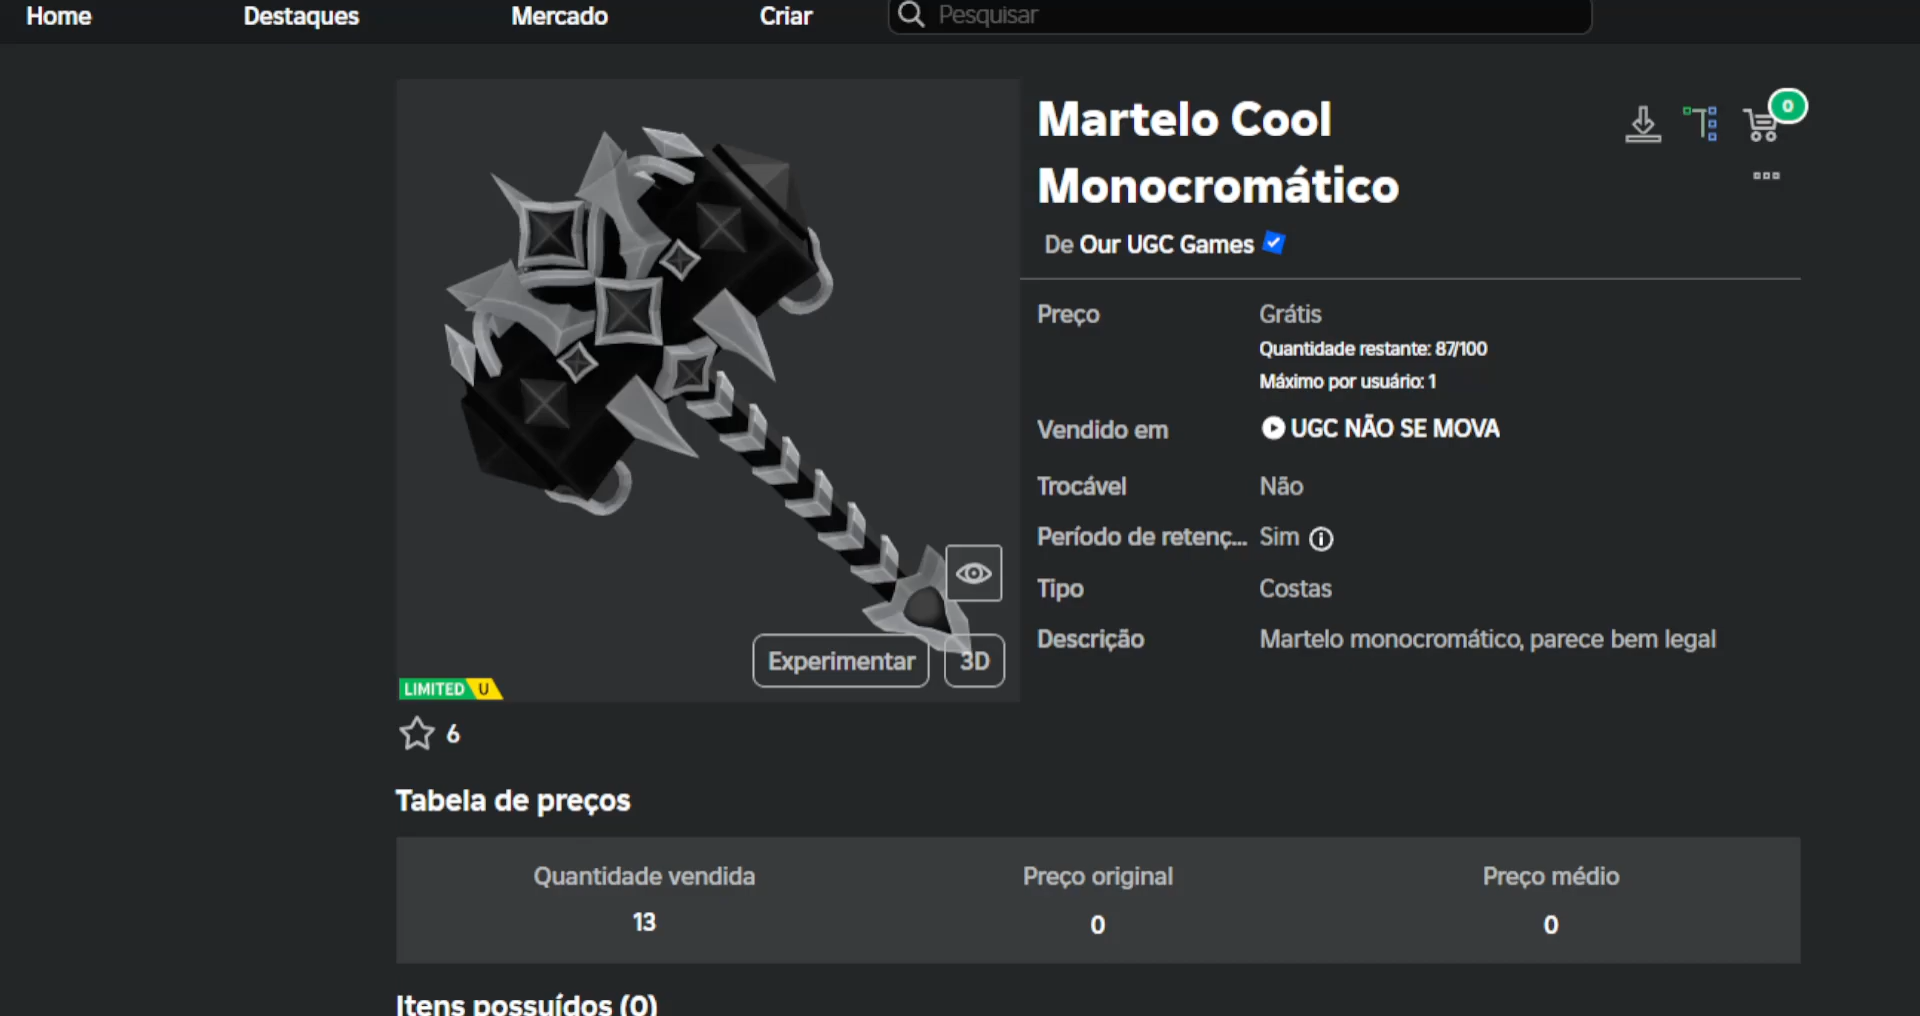 Home
Destaques
Mercado
Criar
Pesquisar
Martelo Cool
Monocromático
0
De Our UGC Games
Preço
Grátis
Quantidade restante: 87/100
Máximo por usuário: 1
Vendido em
UGC NÃO SE MOVA
Trocável
Não
Período de retenç...
Sim
Tipo
Costas
Descrição
Martelo monocromático, parece bem legal
Experimentar
3D
LIMITED U
6
Tabela de preços
Quantidade vendida
Preço original
Preço médio
13
0
0
Itens possuídos (0)